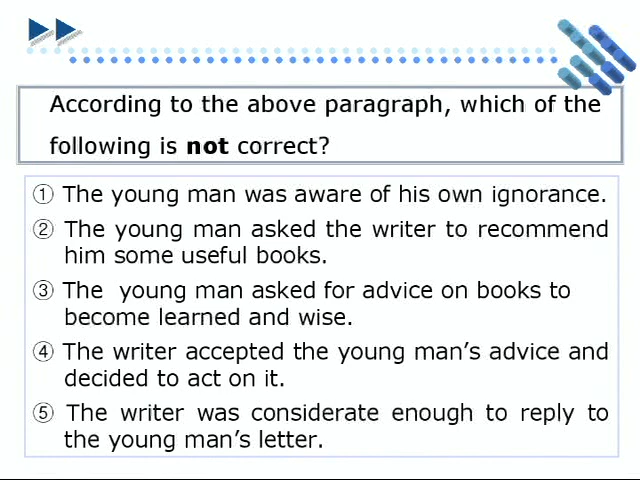 According to the above paragraph, which of the
following is not correct?
① The young man was aware of his own ignorance.
② The young man asked the writer to recommend
him some useful books.
③ The young man asked for advice on books to
become learned and wise.
④ The writer accepted the young man's advice and
decided to act on it.
⑤ The writer was considerate enough to reply to
the young man's letter.